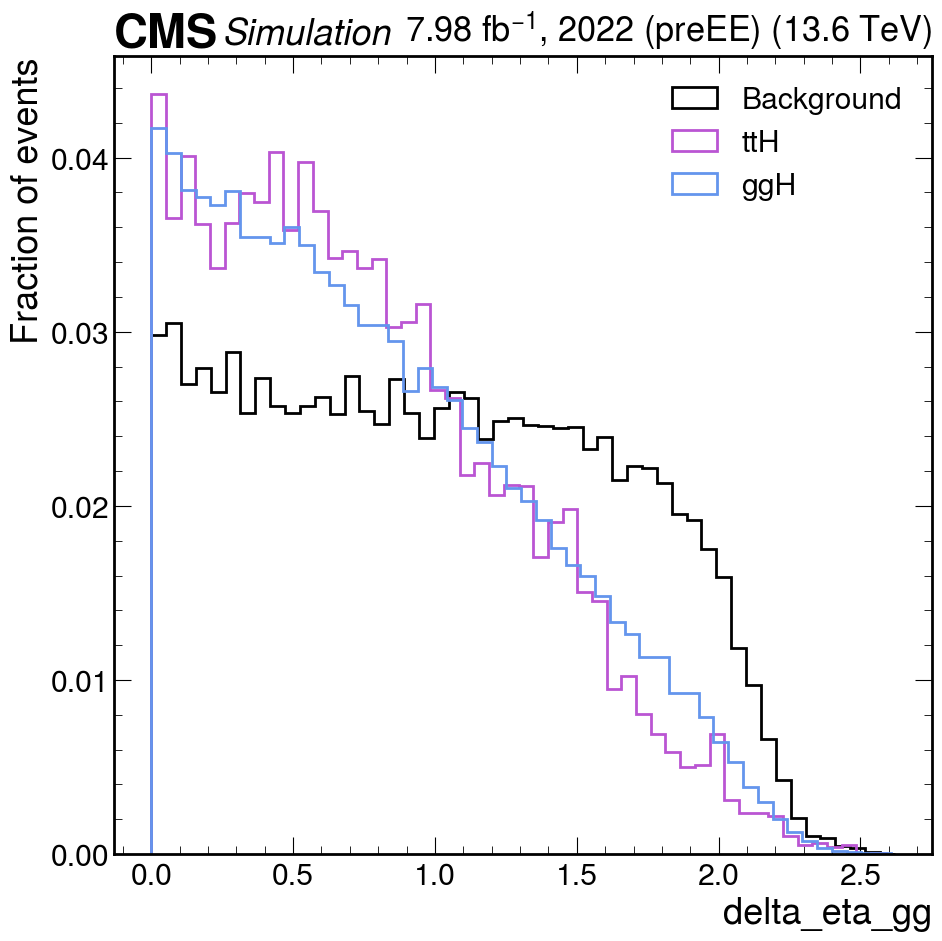 CMS Simulation 7.98 fb⁻¹, 2022 (preEE) (13.6 TeV)
Fraction of events
Background
ttH
ggH
0.04
0.03
0.02
0.01
0.00
0.0 0.5 1.0 1.5 2.0 2.5
delta_eta_gg